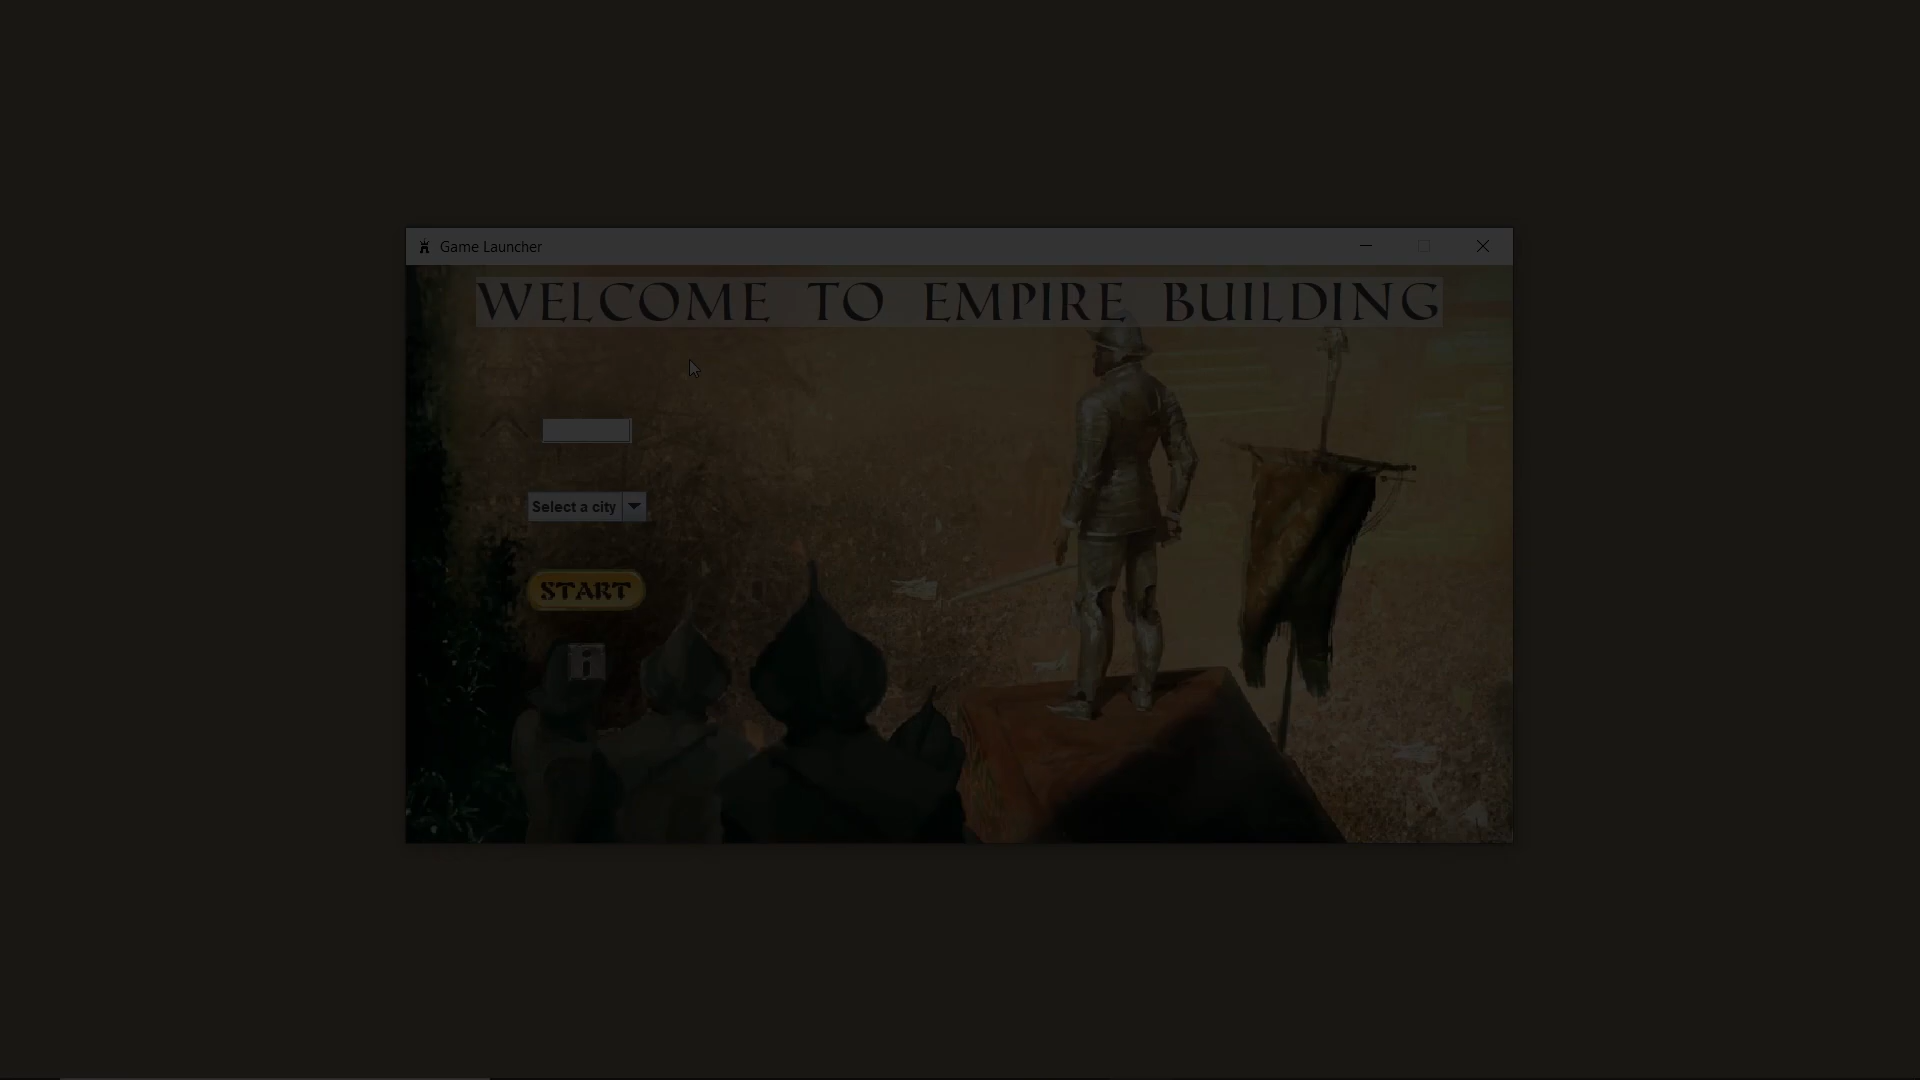 Game Launcher
WELCOME TO EMPIRE BUILDING
Select a city
START
i